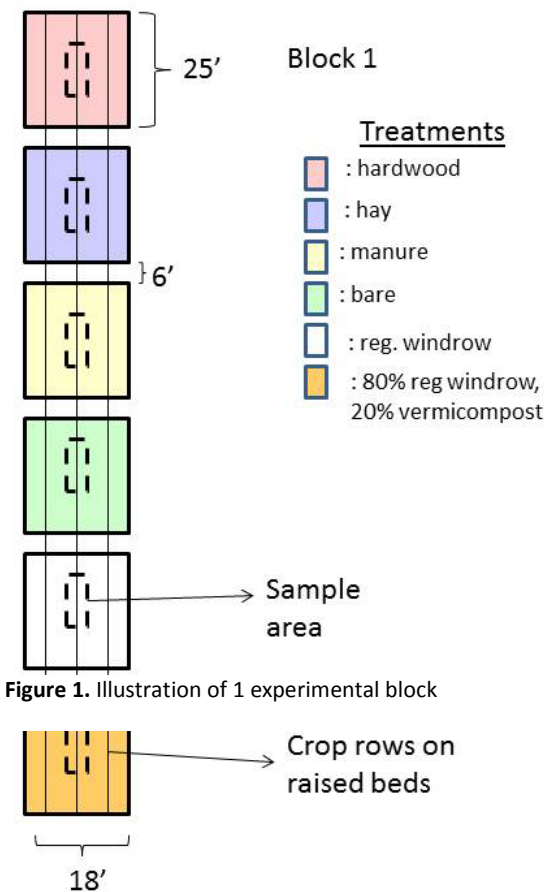 25’
Block 1
Treatments
: hardwood
: hay
: manure
: bare
: reg. windrow
: 80% reg windrow,
20% vermicompost
6’
Sample
area
Figure 1. Illustration of 1 experimental block
Crop rows on
raised beds
18’